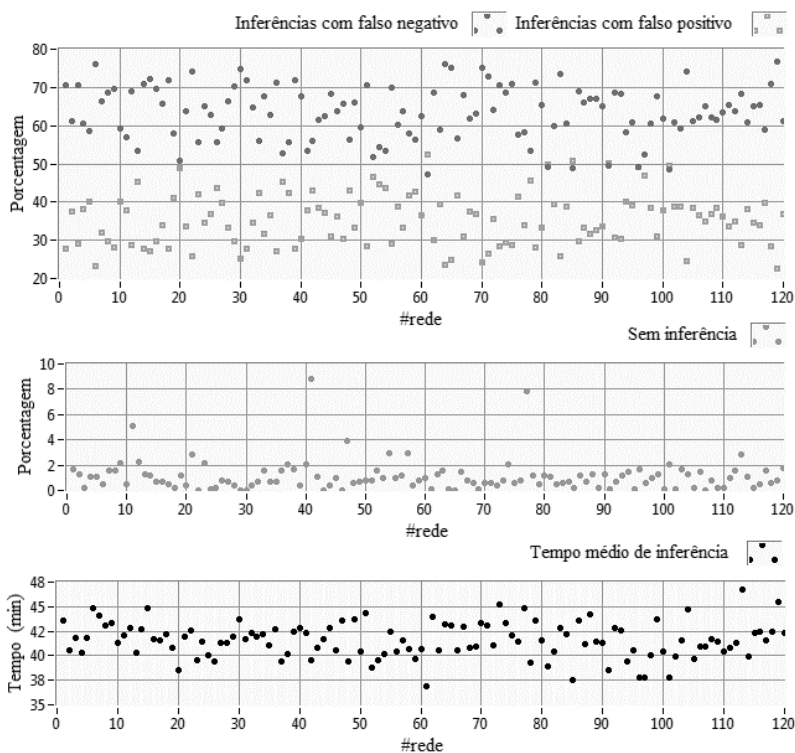 Inferências com falso negativo Inferências com falso positivo
80
70
60
50
40
30
20
Porcentagem
0 10 20 30 40 50 60 70 80 90 100 110 120
#rede
Sem inferência
10
8
6
4
2
0
Porcentagem
0 10 20 30 40 50 60 70 80 90 100 110 120
#rede
Tempo médio de inferência
48
45
42
40
38
35
Tempo (min)
0 10 20 30 40 50 60 70 80 90 100 110 120
#rede